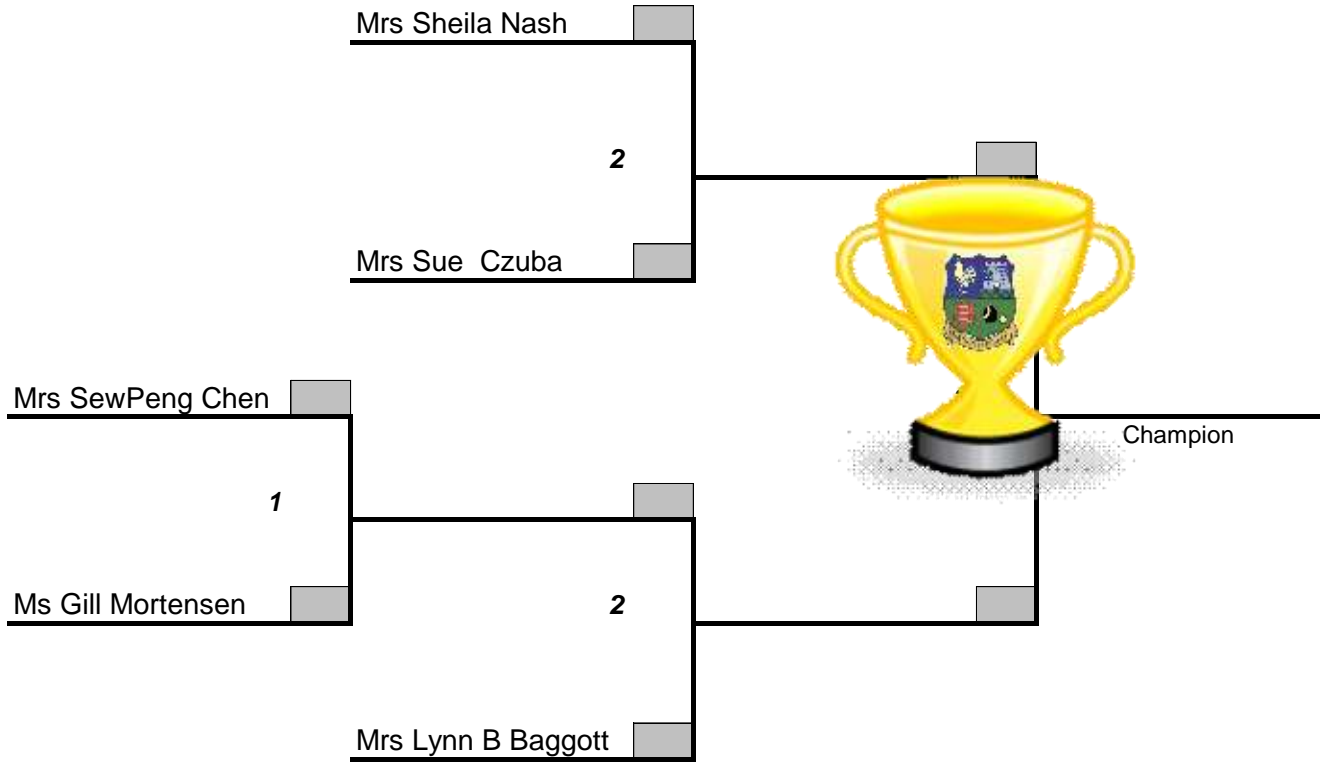 Mrs Sheila Nash
2
Mrs Sue  Czuba
Mrs SewPeng Chen
Champion
1
Ms Gill Mortensen
2
Mrs Lynn B Baggott